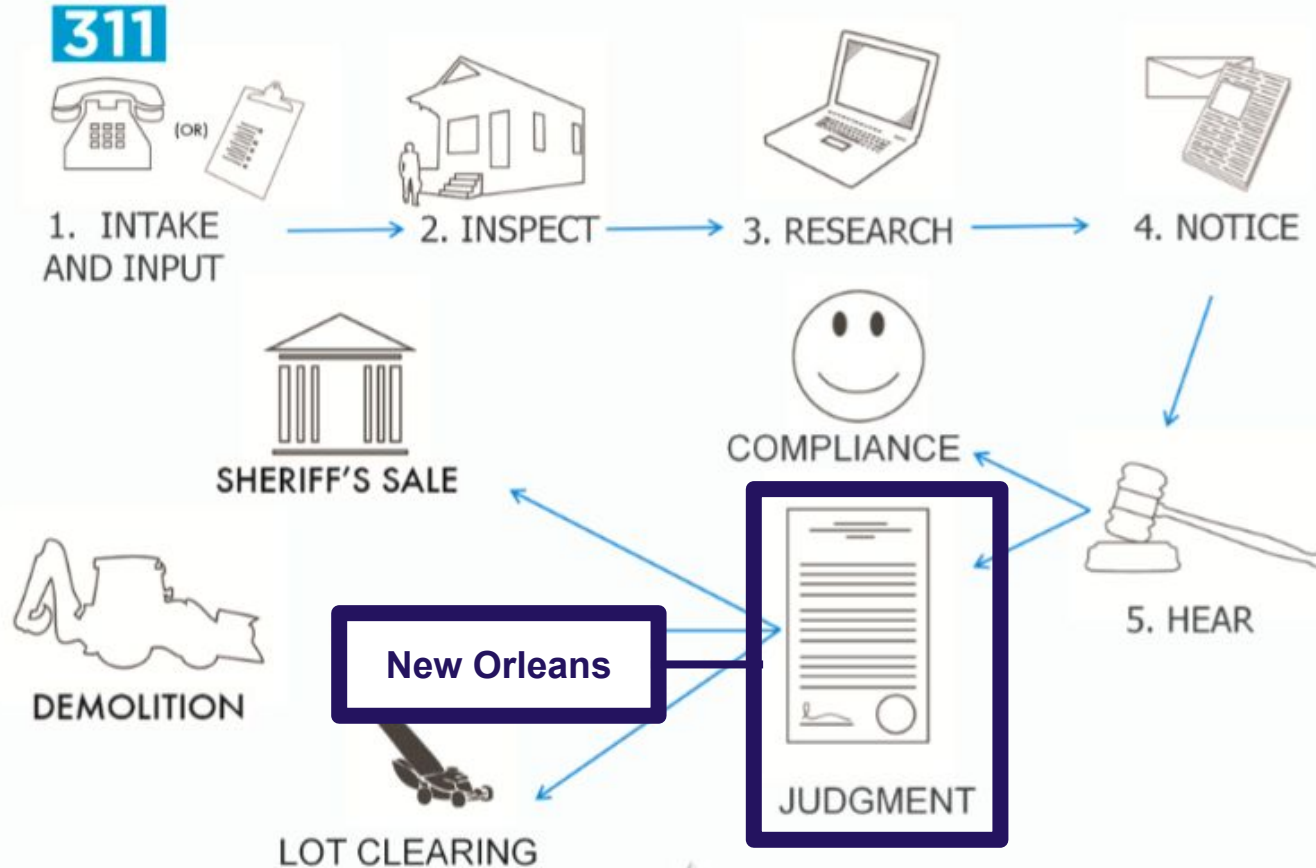 311
(OR)
1. INTAKE
AND INPUT
2. INSPECT
3. RESEARCH
4. NOTICE
SHERIFF'S SALE
COMPLIANCE
5. HEAR
DEMOLITION
New Orleans
JUDGMENT
LOT CLEARING